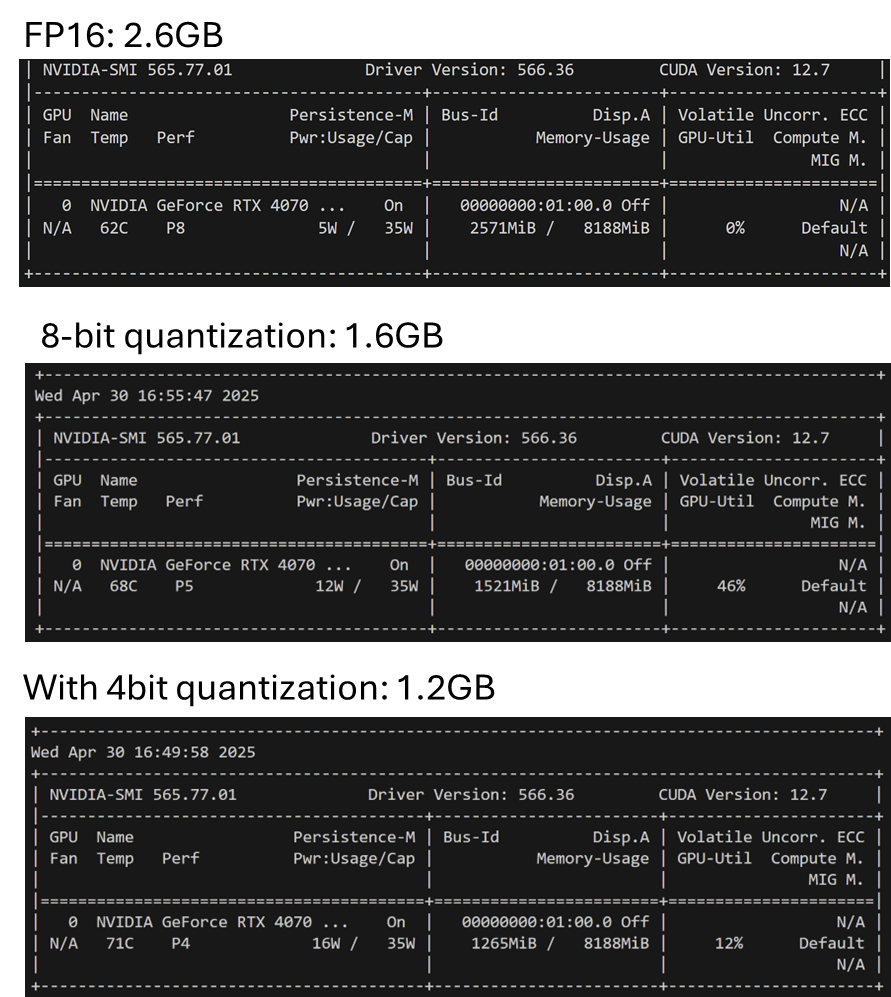 FP16: 2.6GB
| NVIDIA-SMI 565.77.01 Driver Version: 566.36 CUDA Version: 12.7 |
|-----------------------------------------+------------------------+----------------------+
| GPU Name Persistence-M | Bus-Id Disp.A | Volatile Uncorr. ECC |
| Fan Temp Perf Pwr:Usage/Cap | Memory-Usage | GPU-Util Compute M. |
| | | MIG M. |
|=========================================+========================+======================|
| 0 NVIDIA GeForce RTX 4070 ... On | 00000000:01:00.0 Off | N/A |
| N/A 62C P8 5W / 35W | 2571MiB / 8188MiB | 0% Default |
| | | N/A |
+-----------------------------------------+------------------------+----------------------+
8-bit quantization: 1.6GB
+-----------------------------------------------------------------------------------------+
Wed Apr 30 16:55:47 2025
+-----------------------------------------------------------------------------------------+
| NVIDIA-SMI 565.77.01 Driver Version: 566.36 CUDA Version: 12.7 |
|-----------------------------------------+------------------------+----------------------+
| GPU Name Persistence-M | Bus-Id Disp.A | Volatile Uncorr. ECC |
| Fan Temp Perf Pwr:Usage/Cap | Memory-Usage | GPU-Util Compute M. |
| | | MIG M. |
|=========================================+========================+======================|
| 0 NVIDIA GeForce RTX 4070 ... On | 00000000:01:00.0 Off | N/A |
| N/A 68C P5 12W / 35W | 1521MiB / 8188MiB | 46% Default |
| | | N/A |
+-----------------------------------------+------------------------+----------------------+
With 4bit quantization: 1.2GB
+-----------------------------------------------------------------------------------------+
Wed Apr 30 16:49:58 2025
+-----------------------------------------------------------------------------------------+
| NVIDIA-SMI 565.77.01 Driver Version: 566.36 CUDA Version: 12.7 |
|-----------------------------------------+------------------------+----------------------+
| GPU Name Persistence-M | Bus-Id Disp.A | Volatile Uncorr. ECC |
| Fan Temp Perf Pwr:Usage/Cap | Memory-Usage | GPU-Util Compute M. |
| | | MIG M. |
|=========================================+========================+======================|
| 0 NVIDIA GeForce RTX 4070 ... On | 00000000:01:00.0 Off | N/A |
| N/A 71C P4 16W / 35W | 1265MiB / 8188MiB | 12% Default |
| | | N/A |
+-----------------------------------------+------------------------+----------------------+